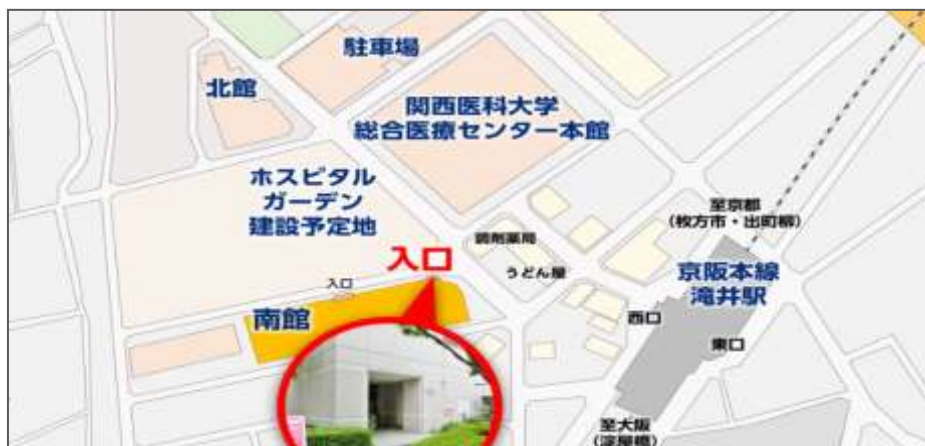 駐車場
北館
関西医科大学
総合医療センター本館
ホスピタル
ガーデン
建設予定地
至京都
(枚方市・出町柳)
調剤薬局
入口
うどん屋
京阪本線
滝井駅
入口
南館
西口
東口
至大阪
(淀屋橋)